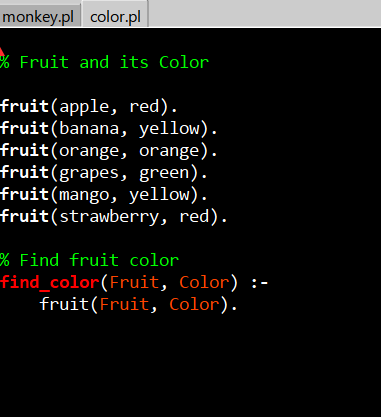 monkey.pl color.pl
% Fruit and its Color
fruit(apple, red).
fruit(banana, yellow).
fruit(orange, orange).
fruit(grapes, green).
fruit(mango, yellow).
fruit(strawberry, red).
% Find fruit color
find_color(Fruit, Color) :-
    fruit(Fruit, Color).